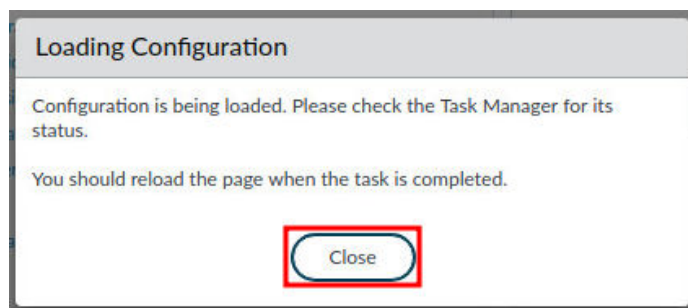 Loading Configuration
Configuration is being loaded. Please check the Task Manager for its
status.
You should reload the page when the task is completed.
Close